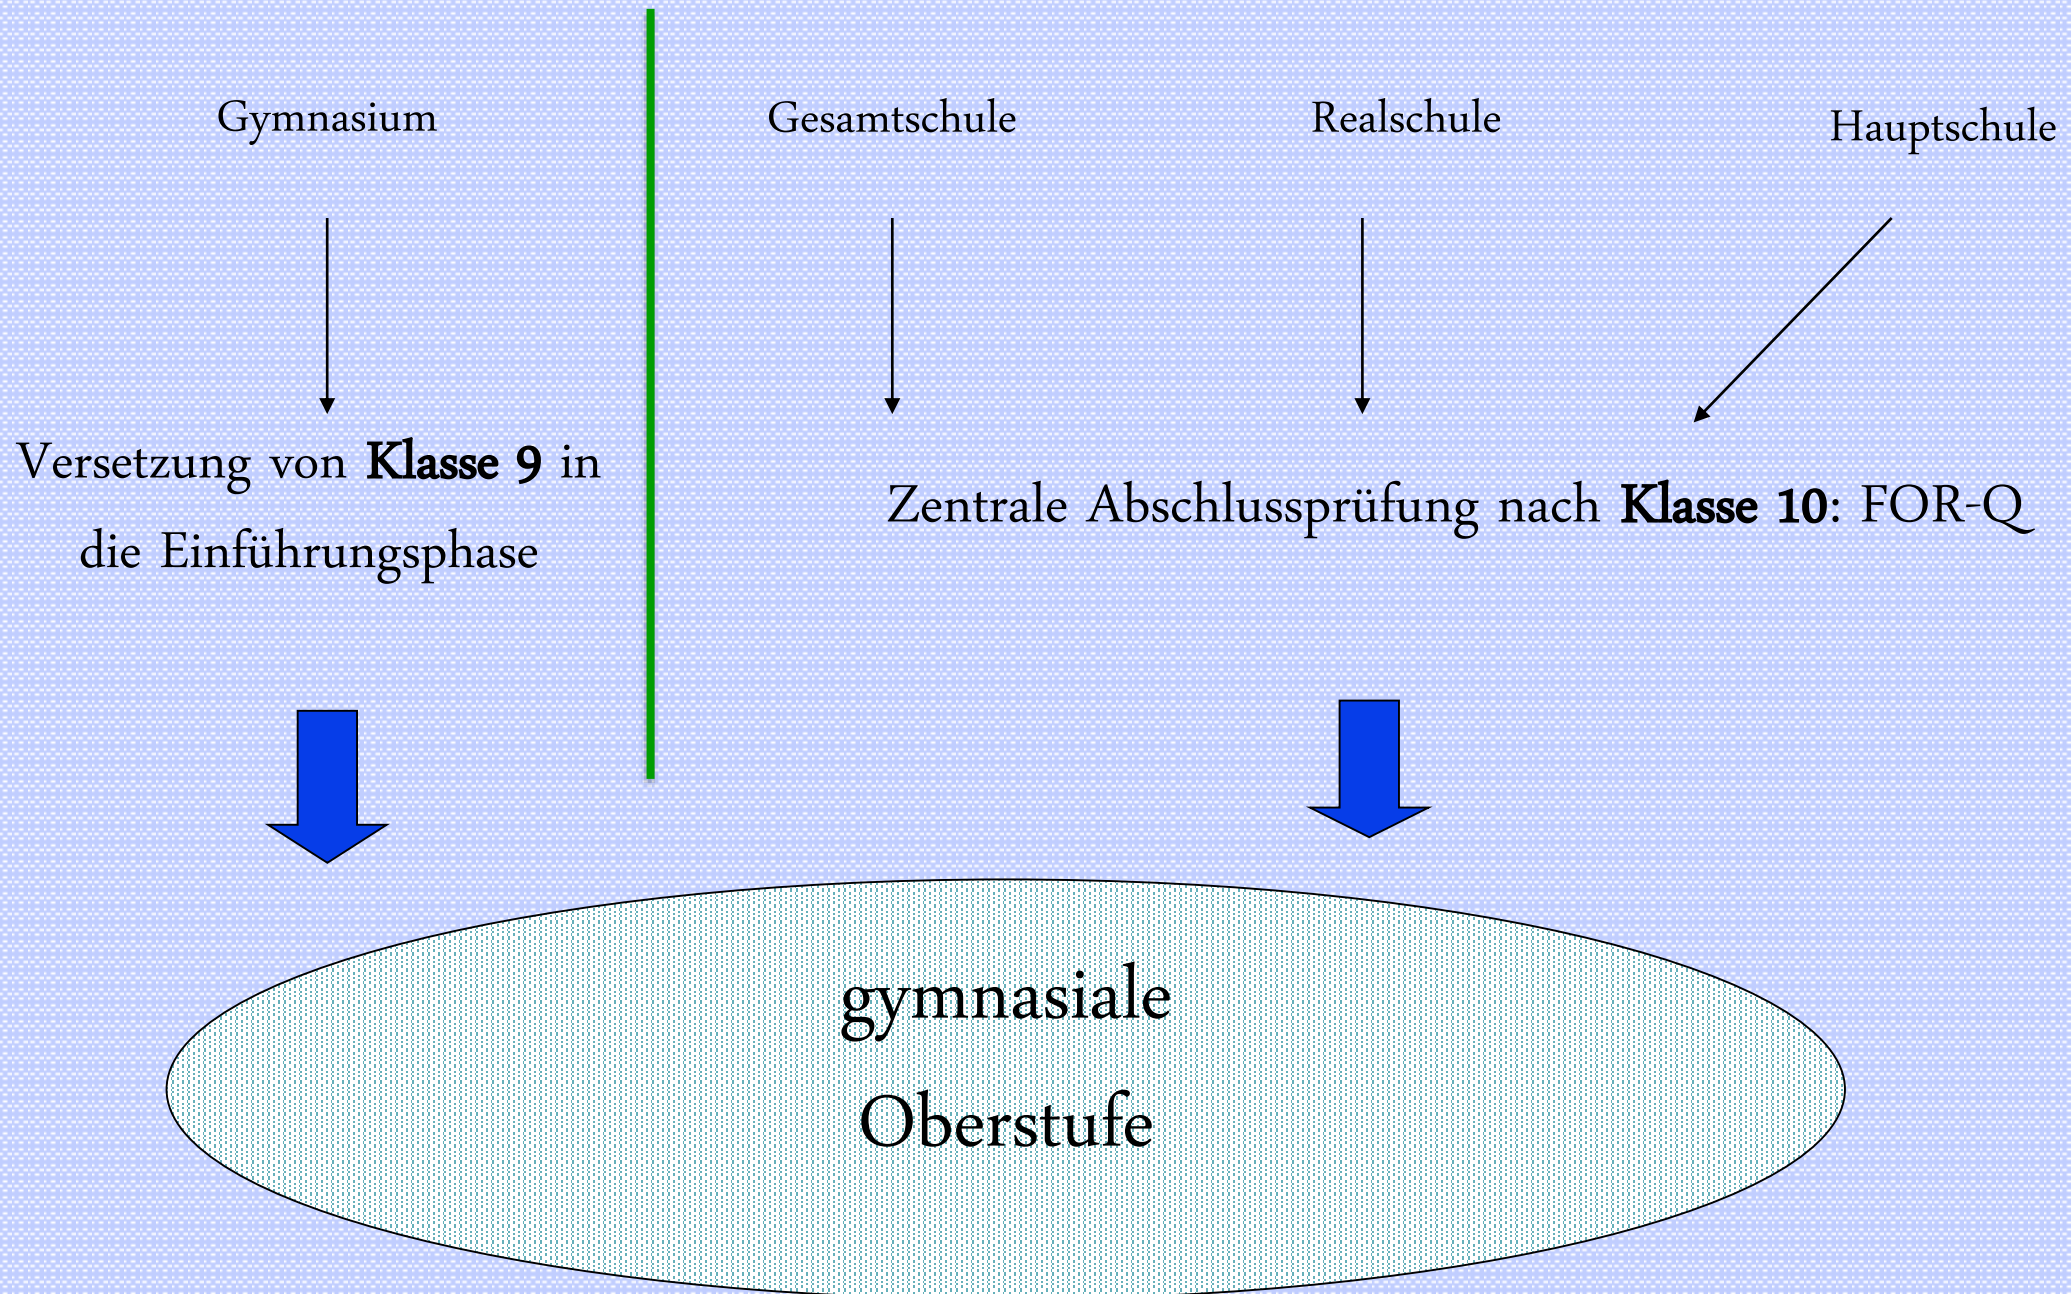 Gymnasium
Gesamtschule
Realschule
Hauptschule
Versetzung von Klasse 9 in
die Einführungsphase
Zentrale Abschlussprüfung nach Klasse 10: FOR-Q
gymnasiale
Oberstufe